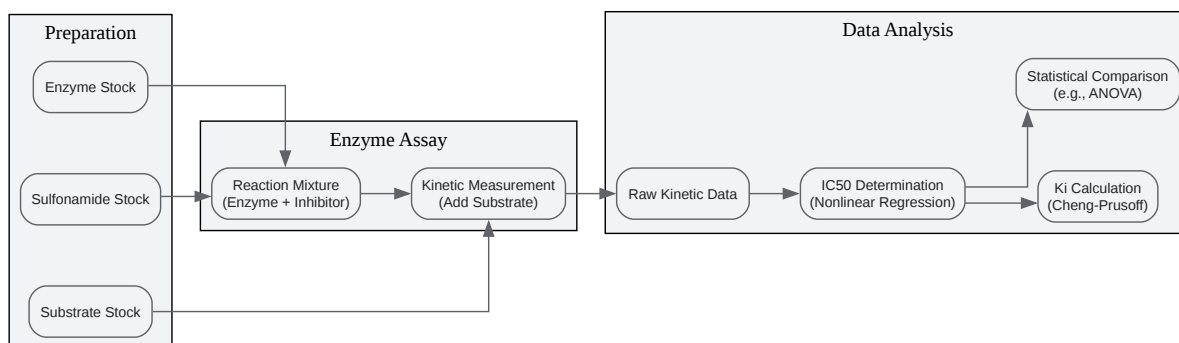 Preparation
Enzyme Stock
Sulfonamide Stock
Substrate Stock
Enzyme Assay
Reaction Mixture
(Enzyme + Inhibitor)
Kinetic Measurement
(Add Substrate)
Data Analysis
Raw Kinetic Data
IC50 Determination
(Nonlinear Regression)
Statistical Comparison
(e.g., ANOVA)
Ki Calculation
(Cheng-Prusoff)